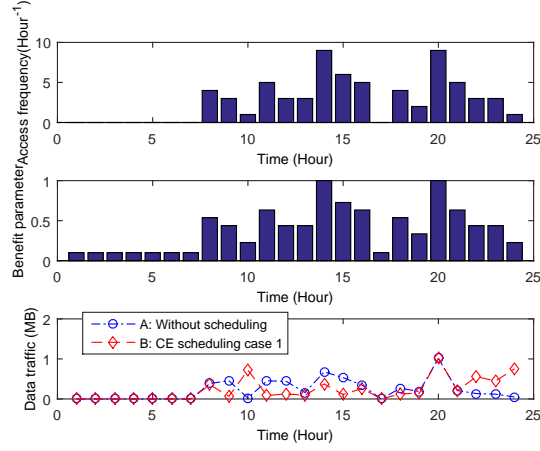 Access frequency(Hour⁻¹)
10
5
0
0 5 10 15 20 25
Time (Hour)
Benefit parameter
1
0.5
0
0 5 10 15 20 25
Time (Hour)
Data traffic (MB)
2
1
0
A: Without scheduling
B: CE scheduling case 1
0 5 10 15 20 25
Time (Hour)